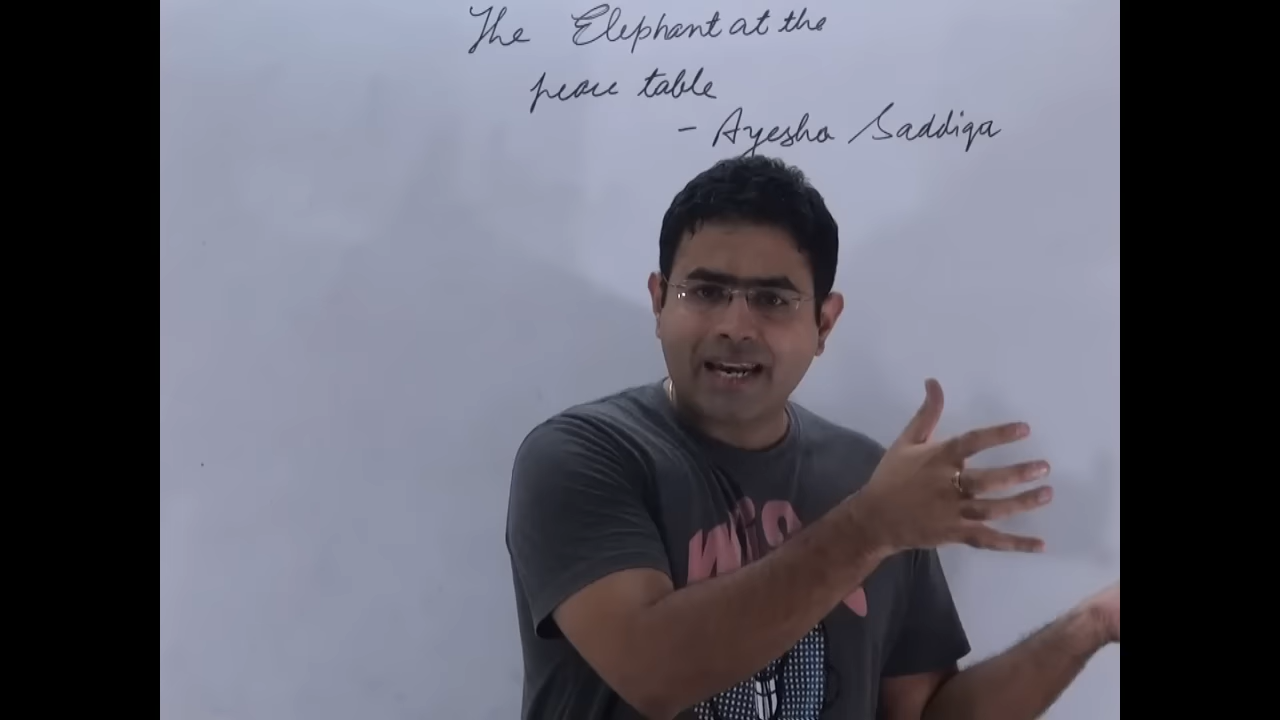 The Elephant at the
peace table
- Ayesha Saddiqa